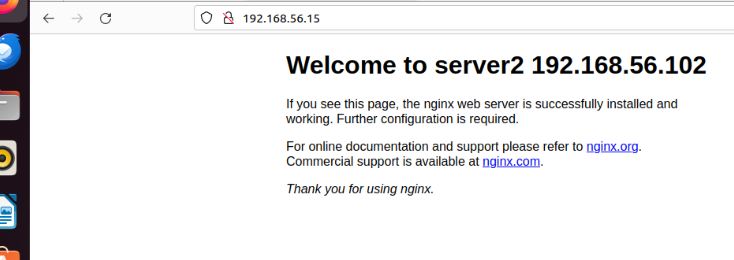 192.168.56.15
Welcome to server2 192.168.56.102
If you see this page, the nginx web server is successfully installed and
working. Further configuration is required.
For online documentation and support please refer to nginx.org.
Commercial support is available at nginx.com.
Thank you for using nginx.